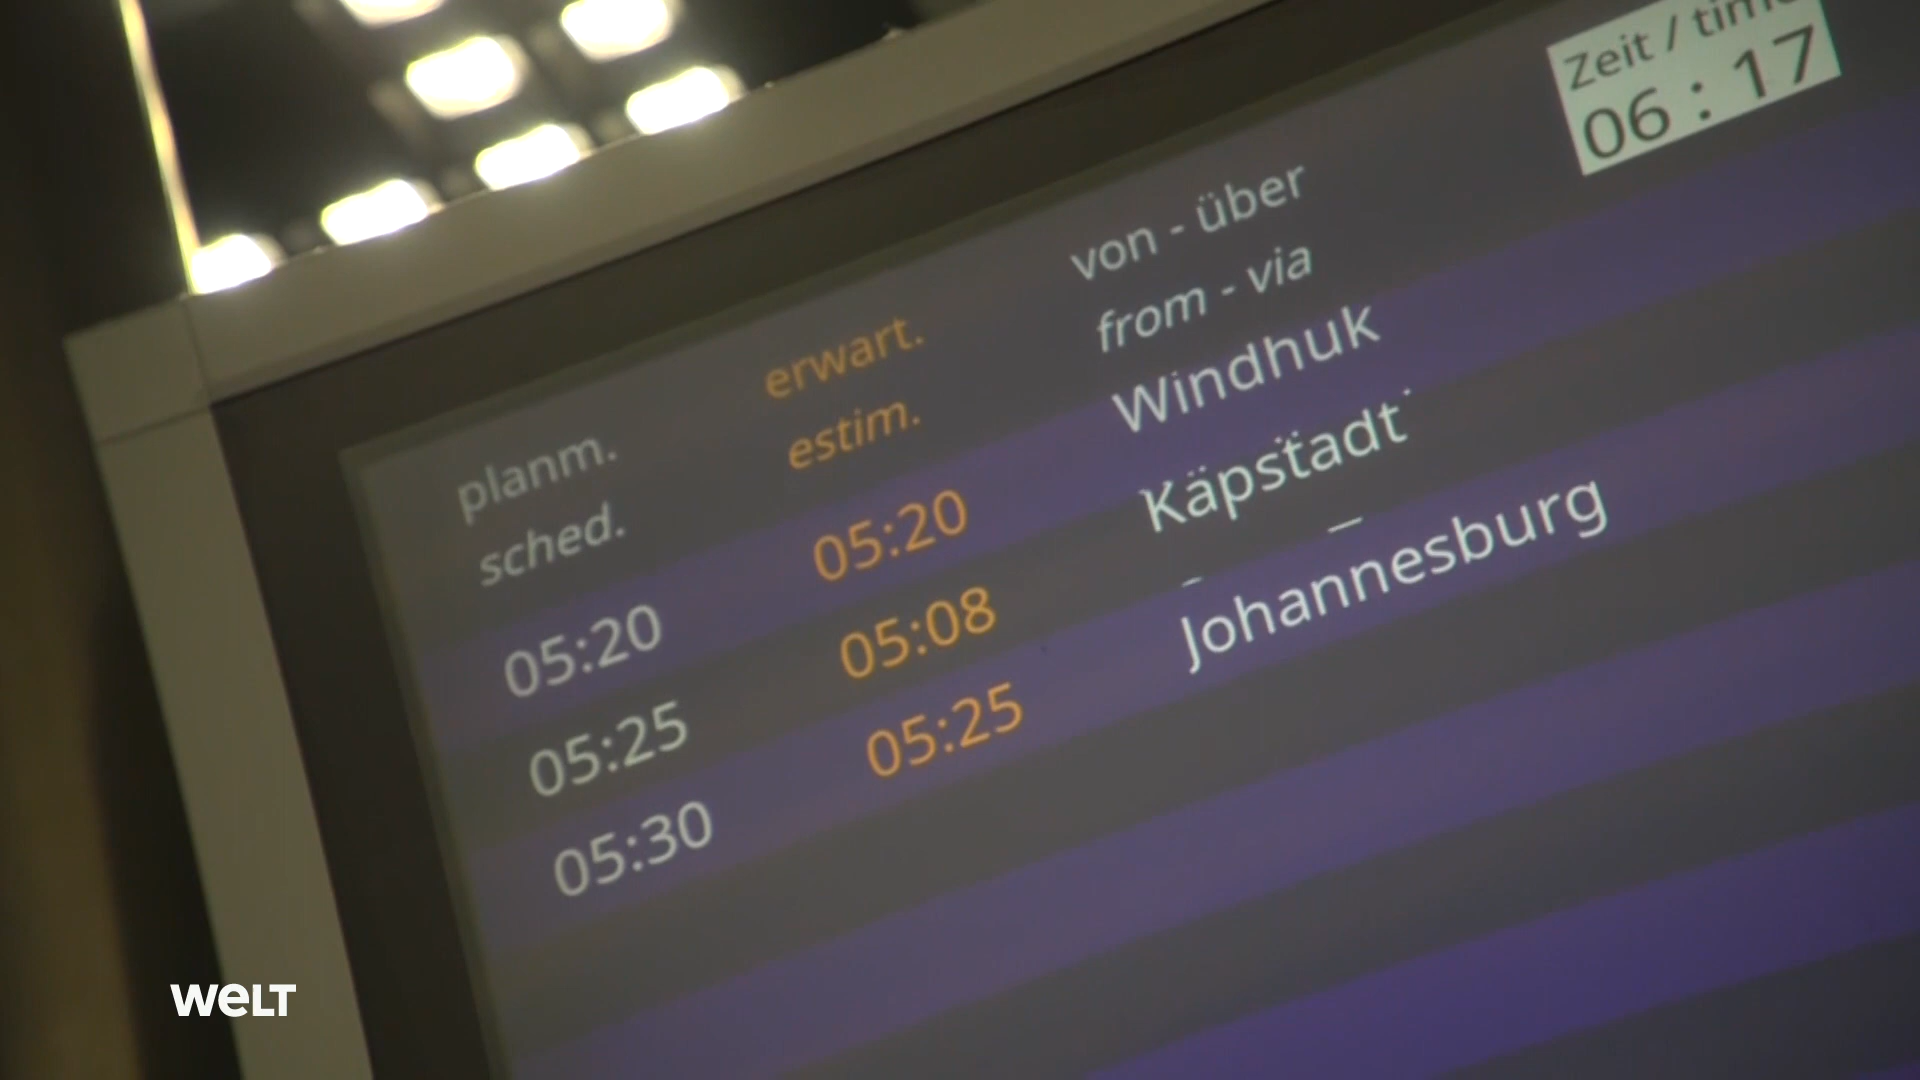 Zeit / time
06 : 17
planm. erwart. von - über
sched. estim. from - via
05:20 05:20 Windhuk
05:25 05:08 Kapstadt
05:30 05:25 Johannesburg
WELT